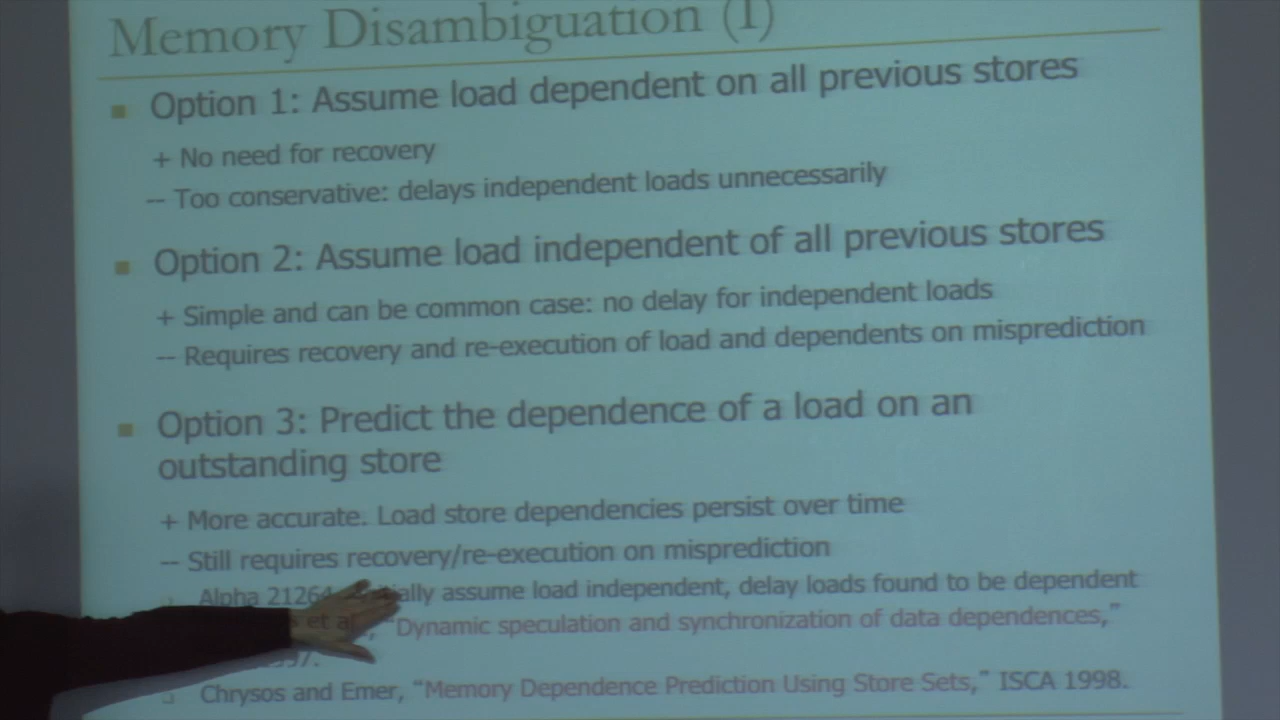 Memory Disambiguation (I)
Option 1: Assume load dependent on all previous stores
+ No need for recovery
-- Too conservative: delays independent loads unnecessarily
Option 2: Assume load independent of all previous stores
+ Simple and can be common case: no delay for independent loads
-- Requires recovery and re-execution of load and dependents on misprediction
Option 3: Predict the dependence of a load on an
outstanding store
+ More accurate. Load store dependencies persist over time
-- Still requires recovery/re-execution on misprediction
Alpha 21264 assume load independent, delay loads found to be dependent
et al., “Dynamic speculation and synchronization of data dependences,”
Chrysos and Emer, “Memory Dependence Prediction Using Store Sets,” ISCA 1998.